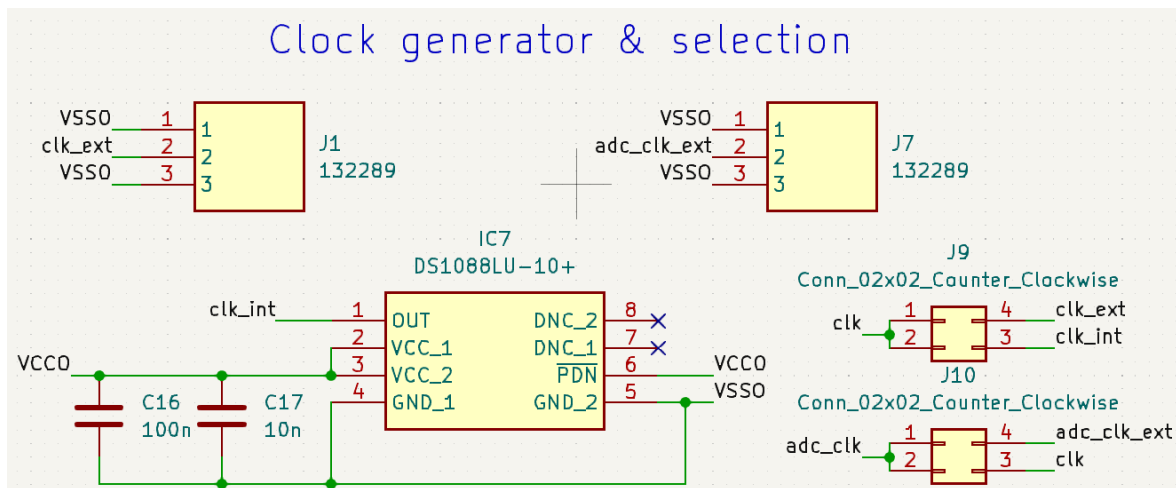 Clock generator & selection
VSSO 1 1
clk_ext 2 2
VSSO 3 3
J1
132289
VSSO 1 1
adc_clk_ext 2 2
VSSO 3 3
J7
132289
IC7
DS1088LU-10+
clk_int 1 OUT DNC_2 8
2 VCC_1 DNC_1 7
VCCO 3 VCC_2 PDN 6 VCCO
4 GND_1 GND_2 5 VSSO
C16
100n
C17
10n
J9
Conn_02x02_Counter_Clockwise
clk 1 4 clk_ext
2 3 clk_int
J10
Conn_02x02_Counter_Clockwise
adc_clk 1 4 adc_clk_ext
2 3 clk